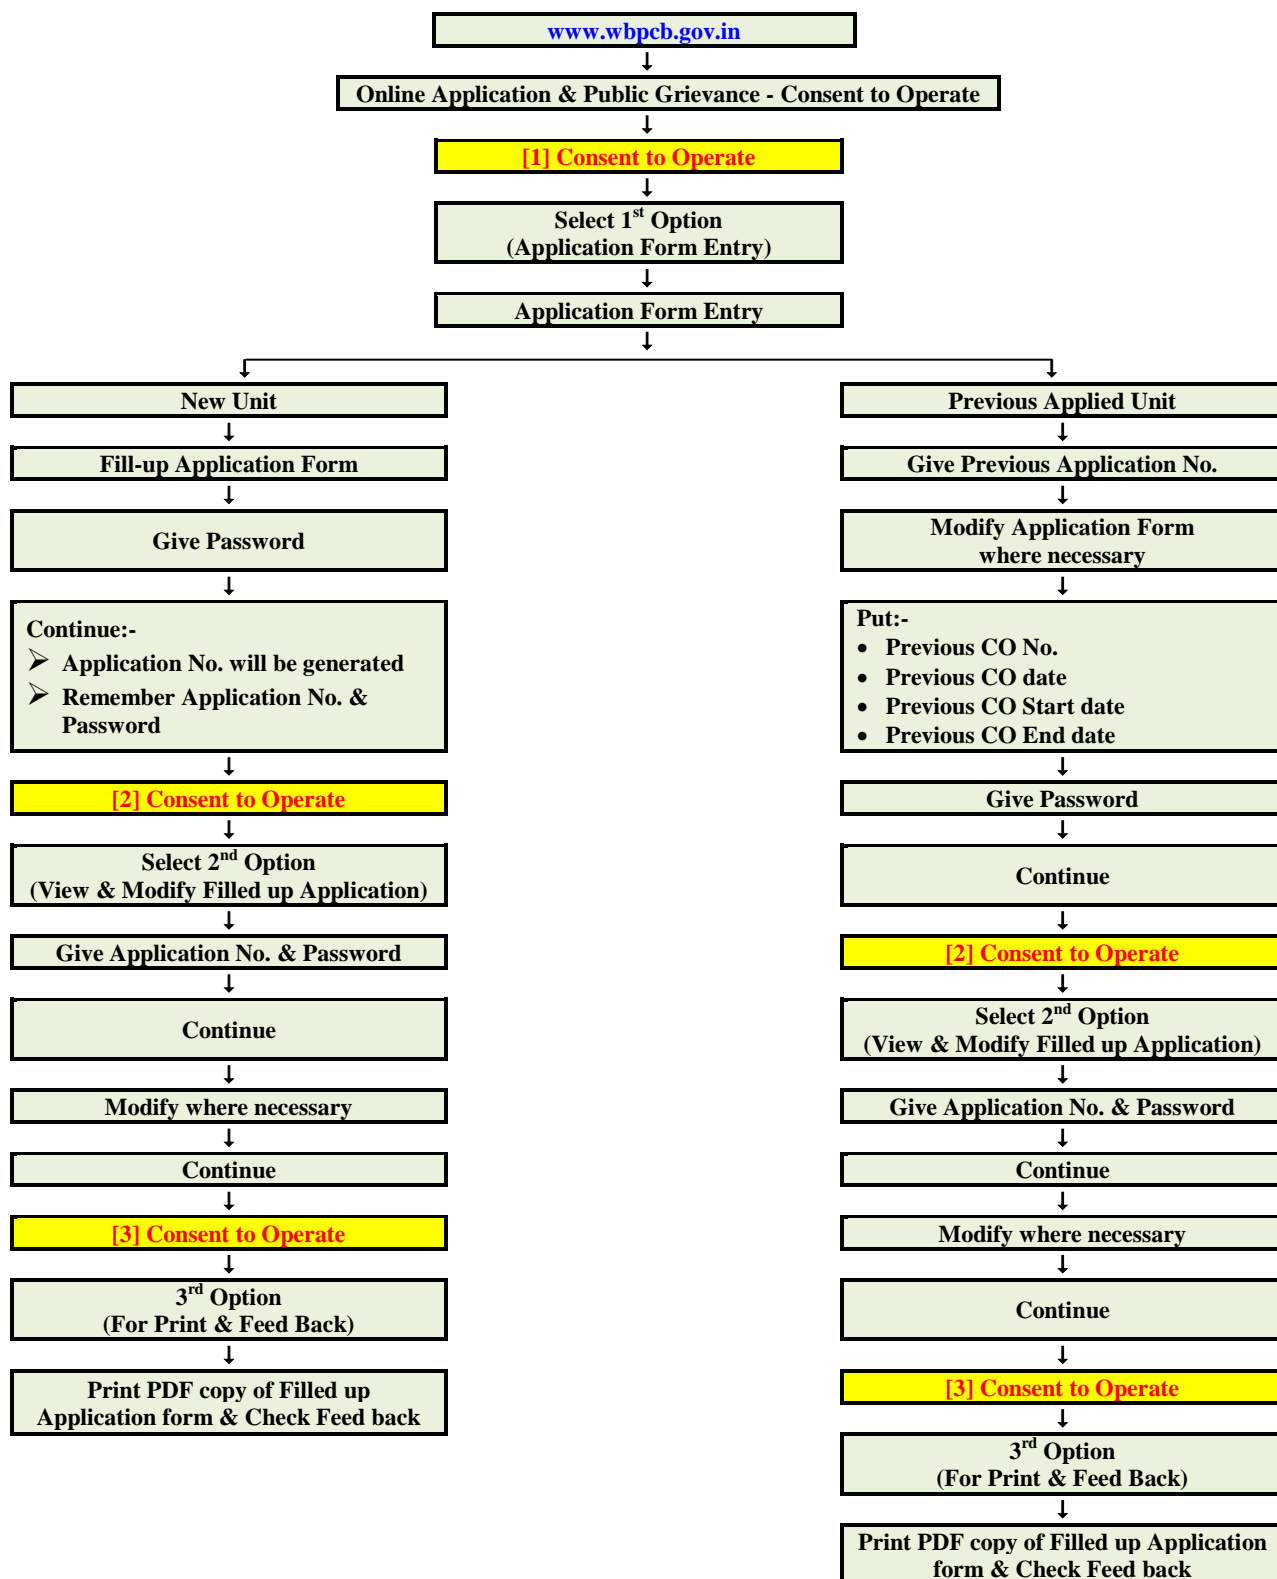 www.wbpcb.gov.in
Online Application & Public Grievance - Consent to Operate
[1] Consent to Operate
Select 1st Option
(Application Form Entry)
Application Form Entry
New Unit
Fill-up Application Form
Give Password
Continue:-
➢ Application No. will be generated
➢ Remember Application No. &
Password
[2] Consent to Operate
Select 2nd Option
(View & Modify Filled up Application)
Give Application No. & Password
Continue
Modify where necessary
Continue
[3] Consent to Operate
3rd Option
(For Print & Feed Back)
Print PDF copy of Filled up
Application form & Check Feed back
Previous Applied Unit
Give Previous Application No.
Modify Application Form
where necessary
Put:-
• Previous CO No.
• Previous CO date
• Previous CO Start date
• Previous CO End date
Give Password
Continue
[2] Consent to Operate
Select 2nd Option
(View & Modify Filled up Application)
Give Application No. & Password
Continue
Modify where necessary
Continue
[3] Consent to Operate
3rd Option
(For Print & Feed Back)
Print PDF copy of Filled up Application
form & Check Feed back